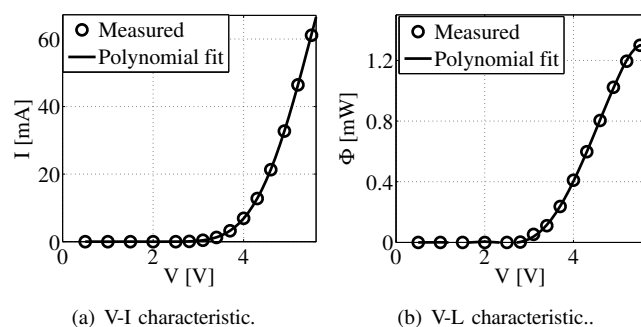 Measured
Polynomial fit
60
40
20
0
I [mA]
0 2 4
V [V]
(a) V-I characteristic.
Measured
Polynomial fit
1.2
0.8
0.4
0
Φ [mW]
0 2 4
V [V]
(b) V-L characteristic..